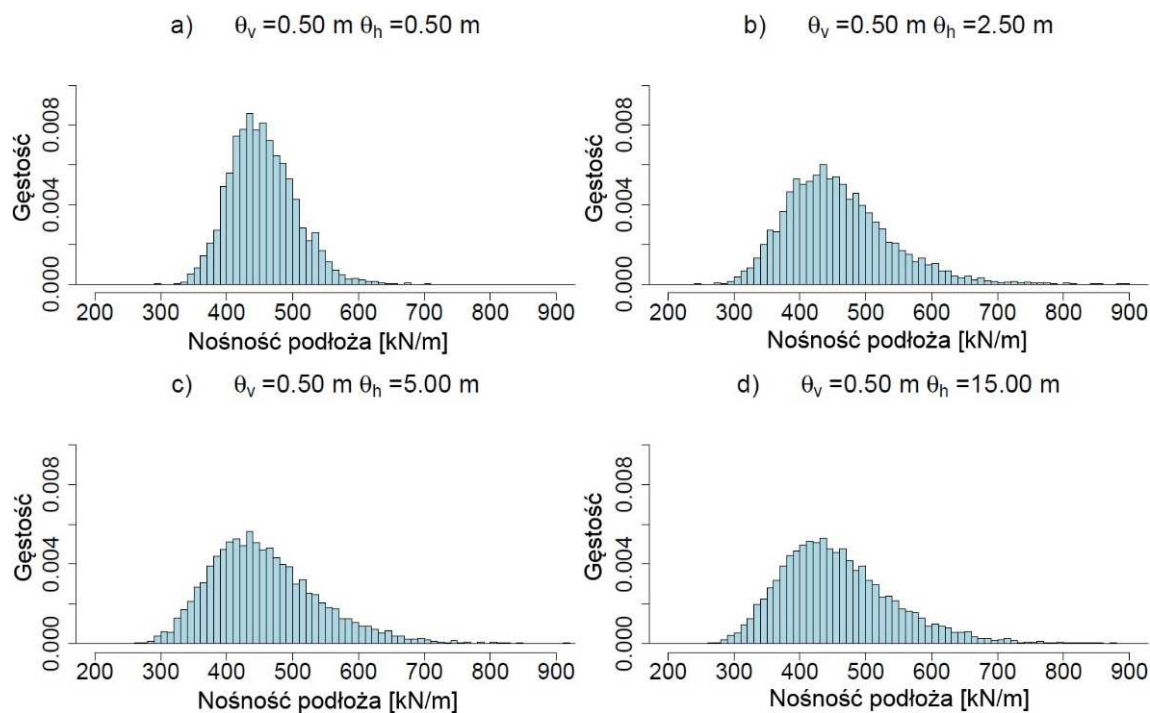 a) θv =0.50 m θh =0.50 m
b) θv =0.50 m θh =2.50 m
Gęstość
0.000 0.004 0.008
200 300 400 500 600 700 800 900
Nośność podłoża [kN/m]
Gęstość
0.000 0.004 0.008
200 300 400 500 600 700 800 900
Nośność podłoża [kN/m]
c) θv =0.50 m θh =5.00 m
d) θv =0.50 m θh =15.00 m
Gęstość
0.000 0.004 0.008
200 300 400 500 600 700 800 900
Nośność podłoża [kN/m]
Gęstość
0.000 0.004 0.008
200 300 400 500 600 700 800 900
Nośność podłoża [kN/m]